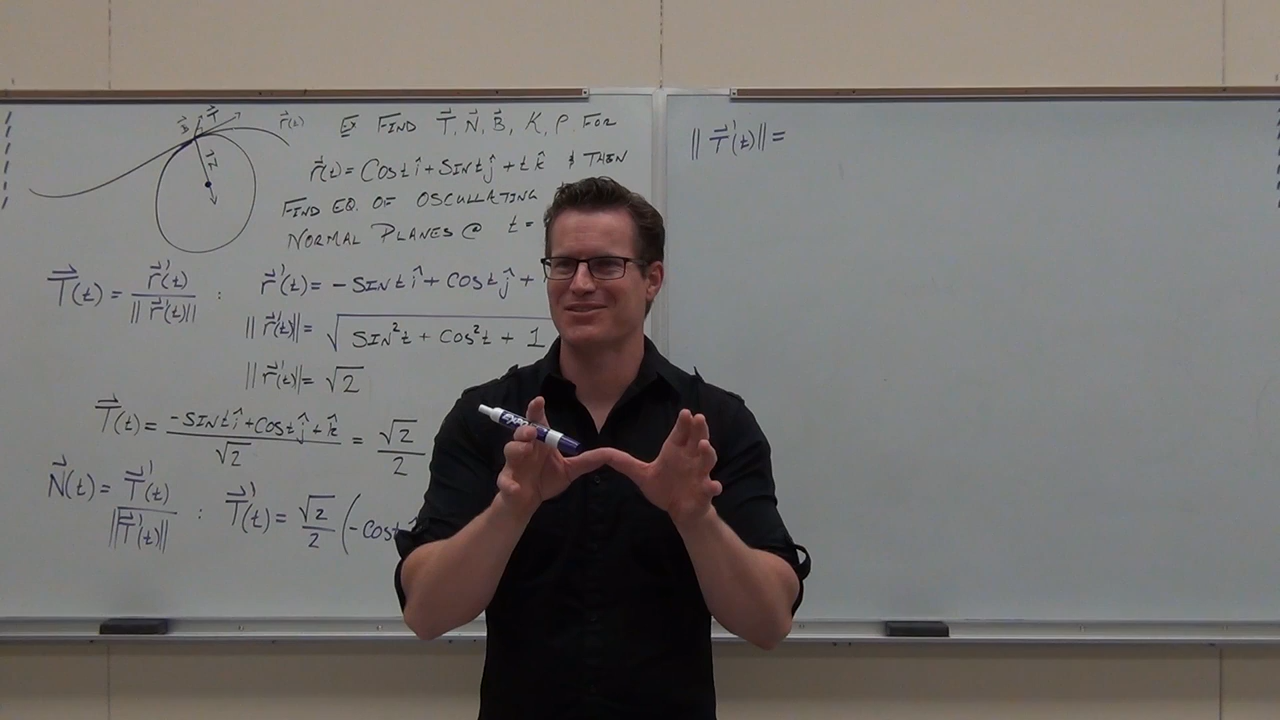 B⃗ T⃗ r⃗(t)
N⃗
Ex FIND T⃗, N⃗, B⃗, K, ρ FOR
r⃗(t) = COS t î + SIN t ĵ + t k̂ & THEN
FIND EQ. OF OSCULLATING
NORMAL PLANES @ t =
T⃗(t) = r⃗'(t) / ||r⃗'(t)|| : r⃗'(t) = -SIN t î + COS t ĵ +
||r⃗'(t)|| = √(SIN²t + COS²t + 1
||r⃗'(t)|| = √2
T⃗(t) = (-SIN t î + COS t ĵ + k̂) / √2 = √2/2
N⃗(t) = T⃗'(t) / ||T⃗'(t)|| : T⃗'(t) = √2/2 (-COS t
|| T⃗'(t)|| =
EXPO